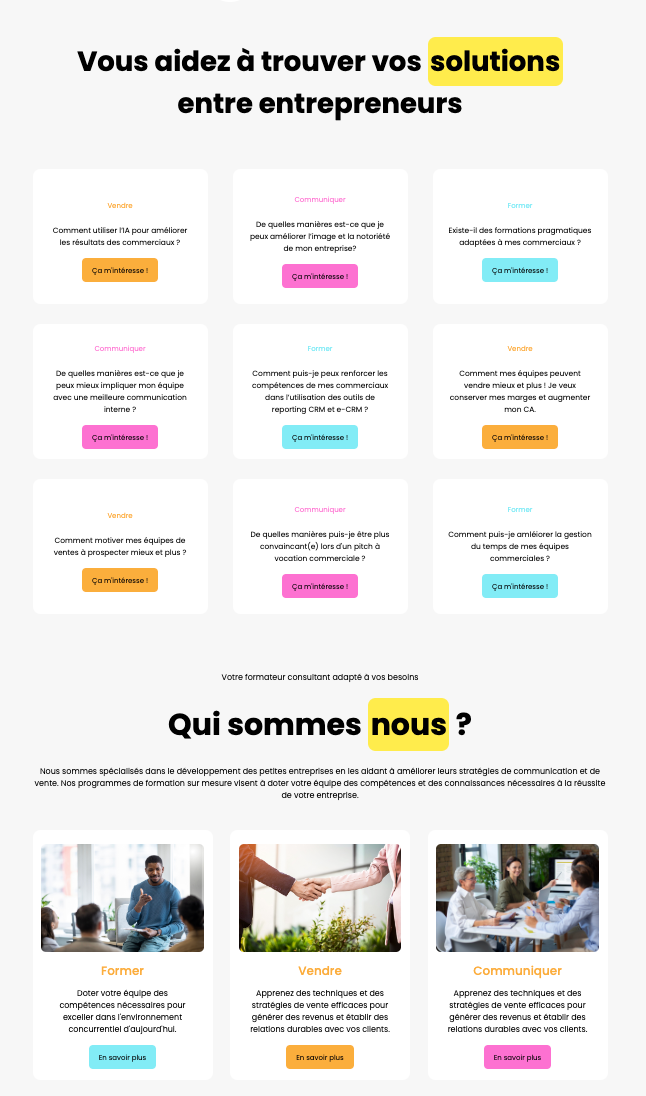 Vous aidez à trouver vos solutions
entre entrepreneurs
Vendre
Comment utiliser l'IA pour améliorer
les résultats des commerciaux ?
Ça m'intéresse !
Communiquer
De quelles manières est-ce que je
peux améliorer l'image et la notoriété
de mon entreprise?
Ça m'intéresse !
Former
Existe-il des formations pragmatiques
adaptées à mes commerciaux ?
Ça m'intéresse !
Communiquer
De quelles manières est-ce que je
peux mieux impliquer mon équipe
avec une meilleure communication
interne ?
Ça m'intéresse !
Former
Comment puis-je peux renforcer les
compétences de mes commerciaux
dans l'utilisation des outils de
reporting CRM et e-CRM ?
Ça m'intéresse !
Vendre
Comment mes équipes peuvent
vendre mieux et plus ! Je veux
conserver mes marges et augmenter
mon CA.
Ça m'intéresse !
Vendre
Comment motiver mes équipes de
ventes à prospecter mieux et plus ?
Ça m'intéresse !
Communiquer
De quelles manières puis-je être plus
convaincant(e) lors d'un pitch à
vocation commerciale ?
Ça m'intéresse !
Former
Comment puis-je amléiorer la gestion
du temps de mes équipes
commerciales ?
Ça m'intéresse !
Votre formateur consultant adapté à vos besoins
Qui sommes nous ?
Nous sommes spécialisés dans le développement des petites entreprises en les aidant à améliorer leurs stratégies de communication et de
vente. Nos programmes de formation sur mesure visent à doter votre équipe des compétences et des connaissances nécessaires à la réussite
de votre entreprise.
Former
Doter votre équipe des
compétences nécessaires pour
exceller dans l'environnement
concurrentiel d'aujourd'hui.
En savoir plus
Vendre
Apprenez des techniques et des
stratégies de vente efficaces pour
générer des revenus et établir des
relations durables avec vos clients.
En savoir plus
Communiquer
Apprenez des techniques et des
stratégies de vente efficaces pour
générer des revenus et établir des
relations durables avec vos clients.
En savoir plus